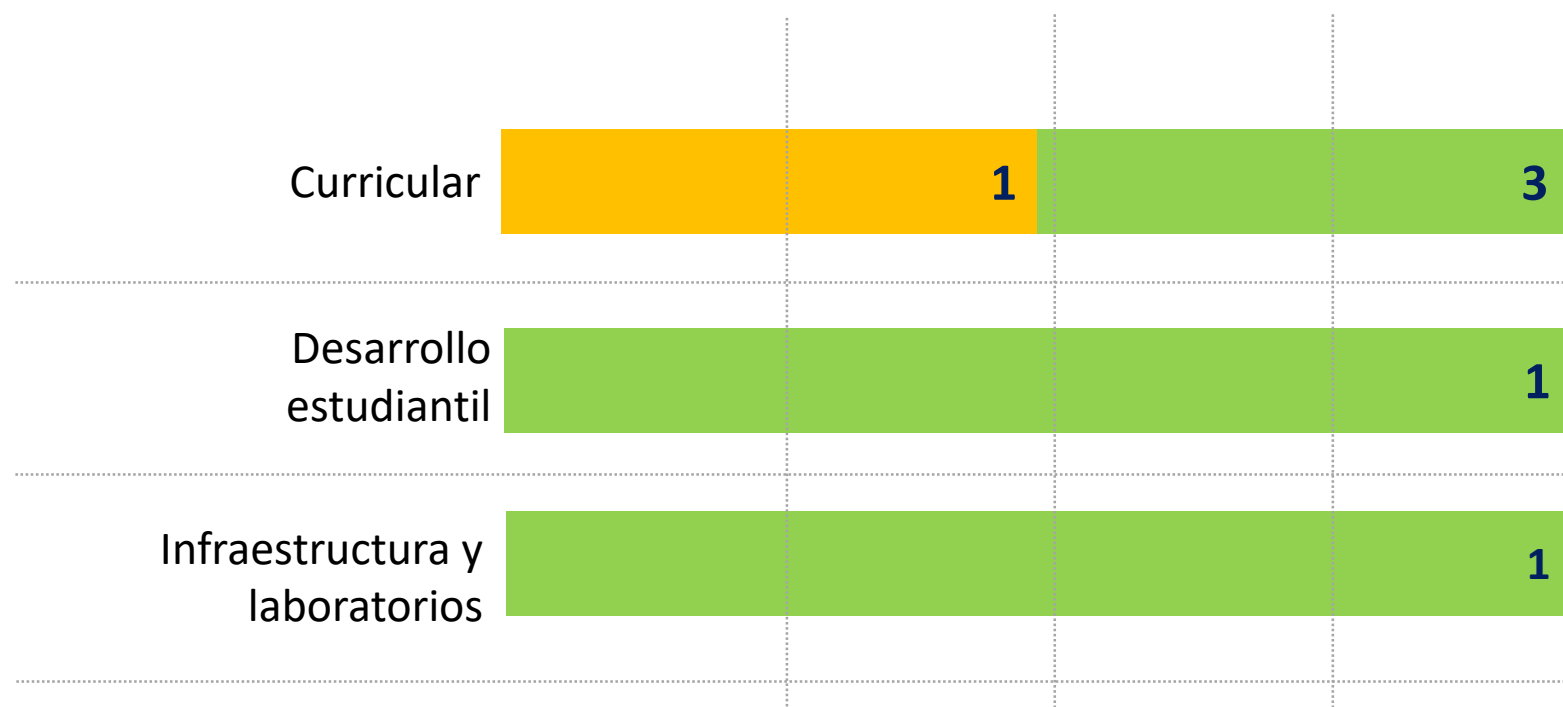 Curricular
1
3
Desarrollo
estudiantil
1
Infraestructura y
laboratorios
1